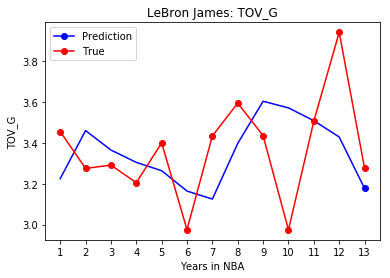 LeBron James: TOV_G
Prediction
True
TOV_G
3.8
3.6
3.4
3.2
3.0
1 2 3 4 5 6 7 8 9 10 11 12 13
Years in NBA